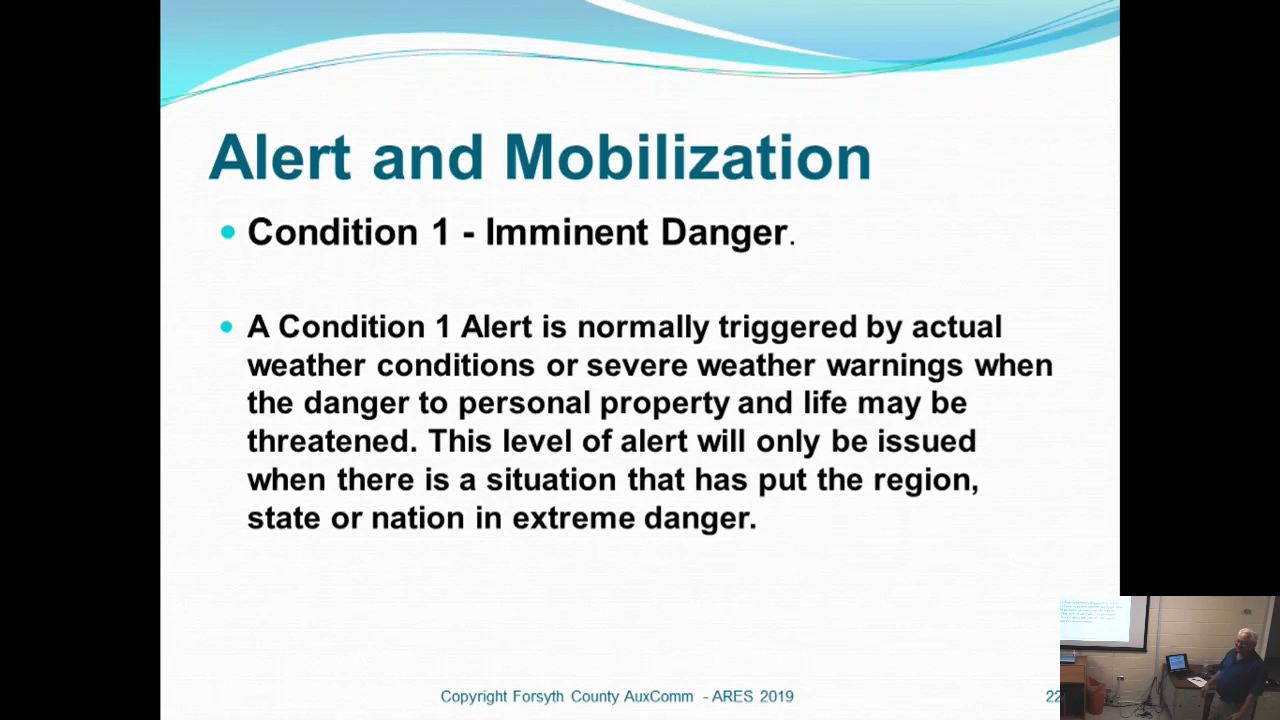 Alert and Mobilization
Condition 1 - Imminent Danger.
A Condition 1 Alert is normally triggered by actual
weather conditions or severe weather warnings when
the danger to personal property and life may be
threatened. This level of alert will only be issued
when there is a situation that has put the region,
state or nation in extreme danger.
Copyright Forsyth County AuxComm - ARES 2019
22